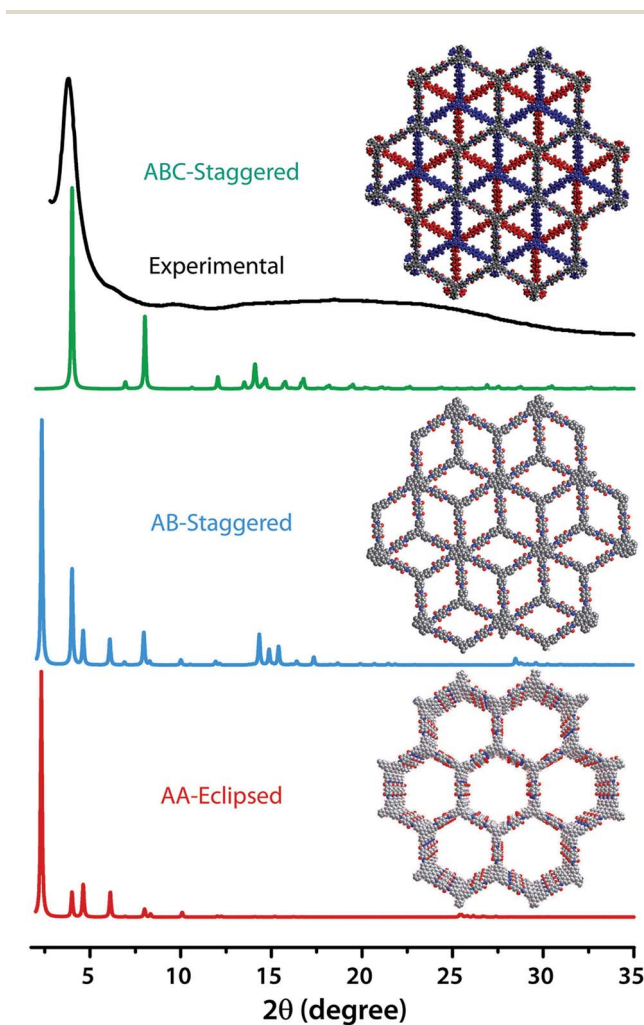 ABC-Staggered
Experimental
AB-Staggered
AA-Eclipsed
5 10 15 20 25 30 35
2θ (degree)